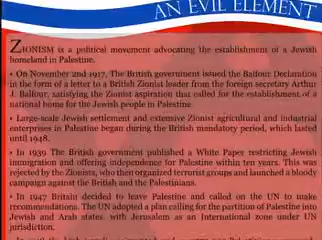 AN EVIL ELEMENT
ZIONISM is a political movement advocating the establishment of a Jewish
homeland in Palestine.
• On November 2nd 1917, The British government issued the Balfour Declaration
in the form of a letter to a British Zionist leader from the foreign secretary Arthur
J. Balfour, satisfying the Zionist aspiration that called for the establishment of a
national home for the Jewish people in Palestine
• Large-scale Jewish settlement and extensive Zionist agricultural and industrial
enterprises in Palestine began during the British mandatory period, which lasted
until 1948.
• In 1939 The British government published a White Paper restricting Jewish
immigration and offering independence for Palestine within ten years. This was
rejected by the Zionists, who then organized terrorist groups and launched a bloody
campaign against the British and the Palestinians.
• In 1947 Britain decided to leave Palestine and called on the UN to make
recommendations. The UN adopted a plan calling for the partition of Palestine into
Jewish and Arab states, with Jerusalem as an International zone under UN
jurisdiction.